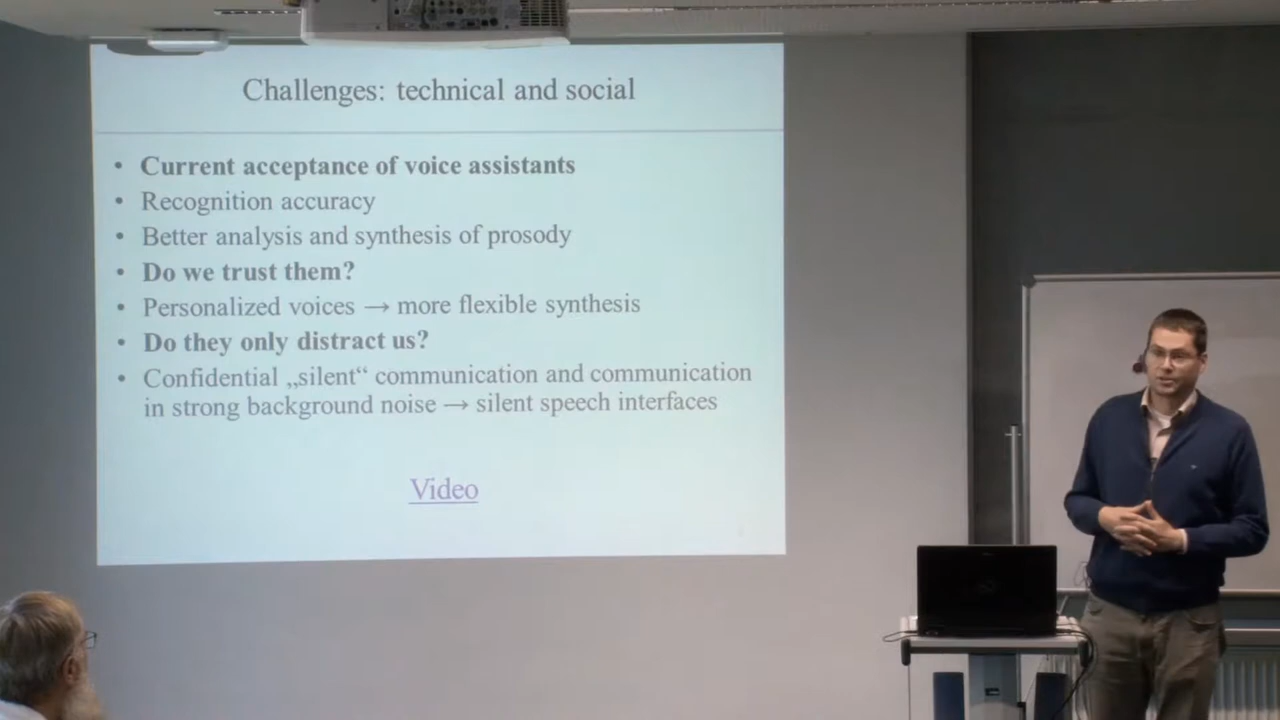 Challenges: technical and social
• Current acceptance of voice assistants
• Recognition accuracy
• Better analysis and synthesis of prosody
• Do we trust them?
• Personalized voices → more flexible synthesis
• Do they only distract us?
• Confidential „silent“ communication and communication
in strong background noise → silent speech interfaces
Video